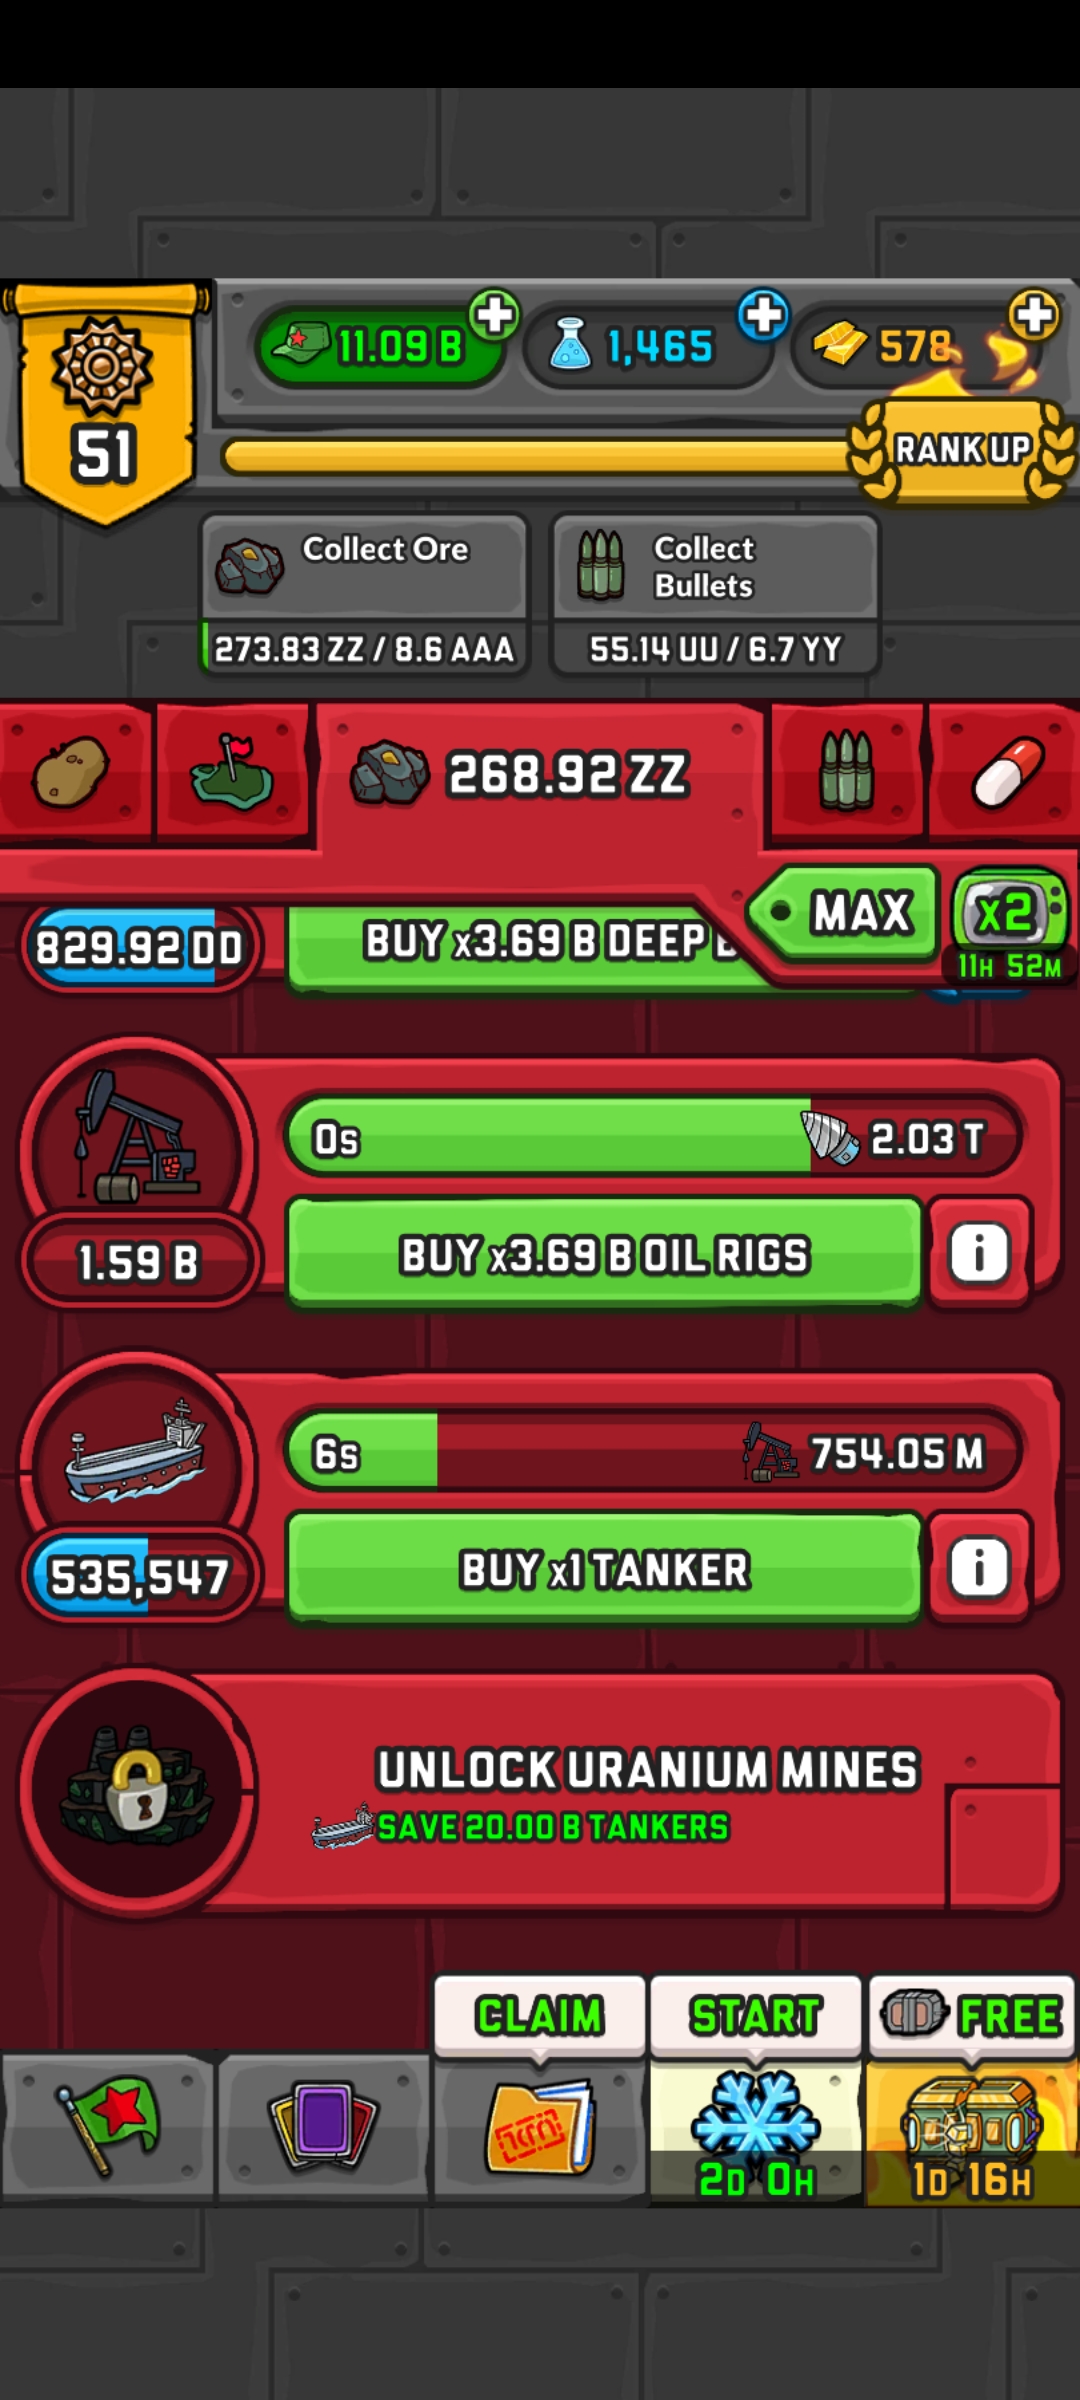 51
11.09 B
1,465
578
RANK UP
Collect Ore
273.83 ZZ / 8.6 AAA
Collect
Bullets
55.14 UU / 6.7 YY
268.92 ZZ
MAX
x2
11H 52M
829.92 DD
BUY x3.69 B DEEP
0s
2.03 T
1.59 B
BUY x3.69 B OIL RIGS
i
6s
754.05 M
535,547
BUY x1 TANKER
i
UNLOCK URANIUM MINES
SAVE 20.00 B TANKERS
CLAIM
START
FREE
2D 0H
1D 16H